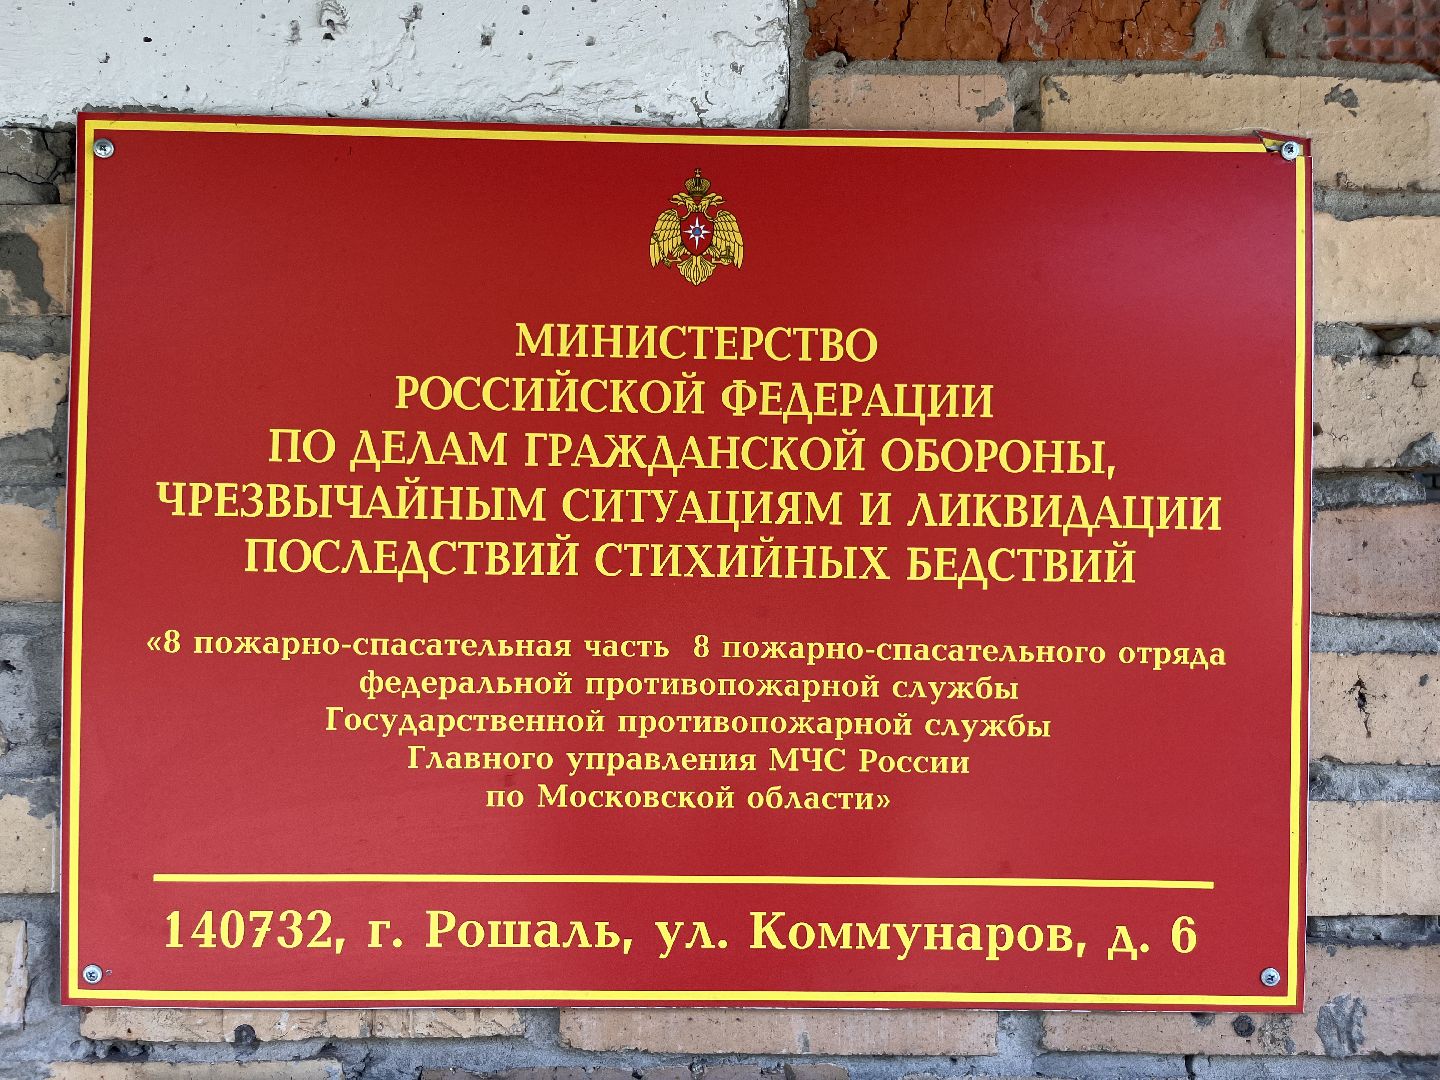 МИНИСТЕРСТВО
РОССИЙСКОЙ ФЕДЕРАЦИИ
ПО ДЕЛАМ ГРАЖДАНСКОЙ ОБОРОНЫ,
ЧРЕЗВЫЧАЙНЫМ СИТУАЦИЯМ И ЛИКВИДАЦИИ
ПОСЛЕДСТВИЙ СТИХИЙНЫХ БЕДСТВИЙ
«8 пожарно-спасательная часть 8 пожарно-спасательного отряда
федеральной противопожарной службы
Государственной противопожарной службы
Главного управления МЧС России
по Московской области»
140732, г. Рошаль, ул. Коммунаров, д. 6